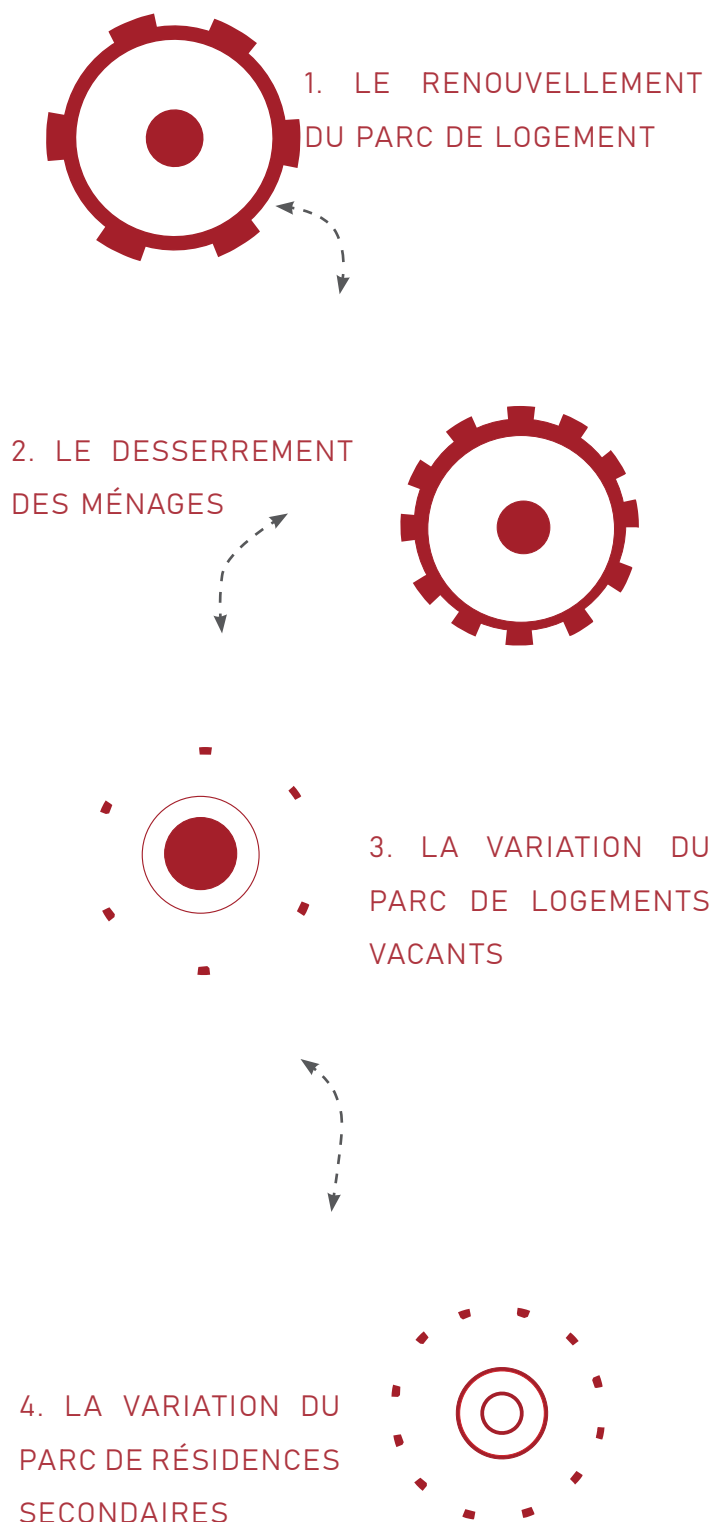 1. LE RENOUVELLEMENT
DU PARC DE LOGEMENT
2. LE DESSERREMENT
DES MÉNAGES
3. LA VARIATION DU
PARC DE LOGEMENTS
VACANTS
4. LA VARIATION DU
PARC DE RÉSIDENCES
SECONDAIRES